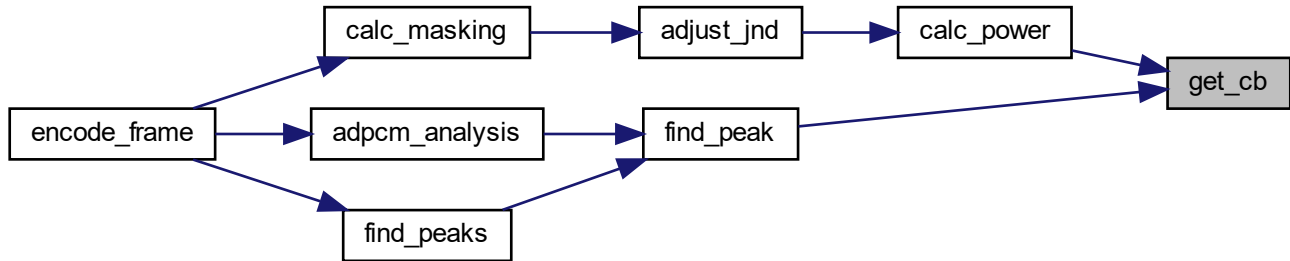 calc_masking
adjust_jnd
calc_power
get_cb
encode_frame
adpcm_analysis
find_peak
find_peaks